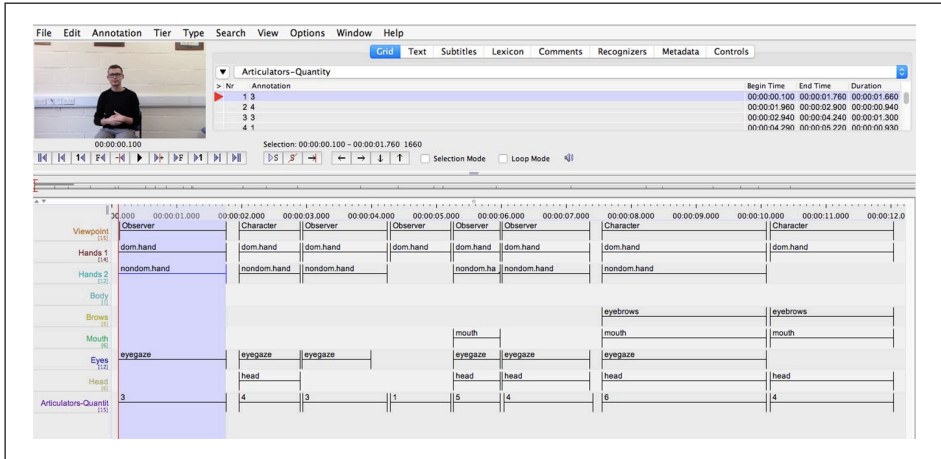 File Edit Annotation Tier Type Search View Options Window Help
Grid Text Subtitles Lexicon Comments Recognizers Metadata Controls
▼ Articulators-Quantity
> Nr Annotation Begin Time End Time Duration
1 3 00:00:00.100 00:00:01.760 00:00:01.660
2 4 00:00:01.960 00:00:02.900 00:00:00.940
3 3 00:00:02.940 00:00:04.240 00:00:01.300
4 1 00:00:04.290 00:00:05.220 00:00:00.930
00:00:00.100 Selection: 00:00:00.100 - 00:00:01.760 1660
Selection Mode Loop Mode
00.000 00:00:01.000 00:00:02.000 00:00:03.000 00:00:04.000 00:00:05.000 00:00:06.000 00:00:07.000 00:00:08.000 00:00:09.000 00:00:10.000 00:00:11.000 00:00:12.0
Viewpoint Observer Character Observer Observer Observer Observer Character Character
[15]
Hands 1 dom.hand dom.hand dom.hand dom.hand dom.hand dom.hand dom.hand dom.hand
[14]
Hands 2 nondom.hand nondom.hand nondom.hand nondom.ha nondom.hand nondom.hand
[12]
Body
[1]
Brows eyebrows eyebrows
Mouth mouth mouth mouth
[6]
Eyes eyegaze eyegaze eyegaze eyegaze eyegaze eyegaze
[12]
Head head head head head head
[6]
Articulators-Quantit 3 4 3 1 5 4 6 4
[15]